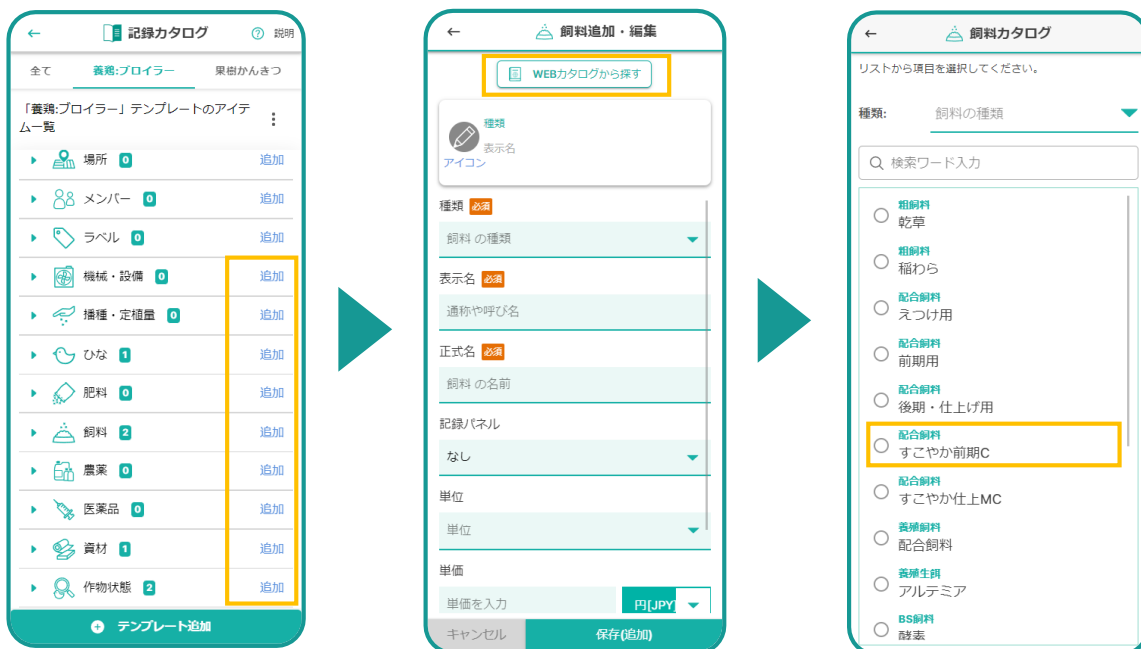 ← 記録カタログ ? 説明
全て 養鶏:ブロイラー 果樹かんきつ
「養鶏:ブロイラー」テンプレートのアイテ
ム一覧
場所 0 追加
メンバー 0 追加
ラベル 0 追加
機械・設備 0 追加
播種・定植量 0 追加
ひな 1 追加
肥料 0 追加
飼料 2 追加
農薬 0 追加
医薬品 0 追加
資材 1 追加
作物状態 2 追加
テンプレート追加
← 飼料追加・編集
WEBカタログから探す
種類
表示名
アイコン
種類 必須
飼料 の種類
表示名 必須
通称や呼び名
正式名 必須
飼料 の名前
記録パネル
なし
単位
単位
単価
単価を入力 円[JPY]
キャンセル 保存(追加)
← 飼料カタログ
リストから項目を選択してください。
種類: 飼料の種類
検索ワード入力
粗飼料
乾草
粗飼料
稲わら
配合飼料
えつけ用
配合飼料
前期用
配合飼料
後期・仕上げ用
配合飼料
すこやか前期C
配合飼料
すこやか仕上MC
養殖飼料
配合飼料
養殖生餌
アルテミア
BS飼料
酵素